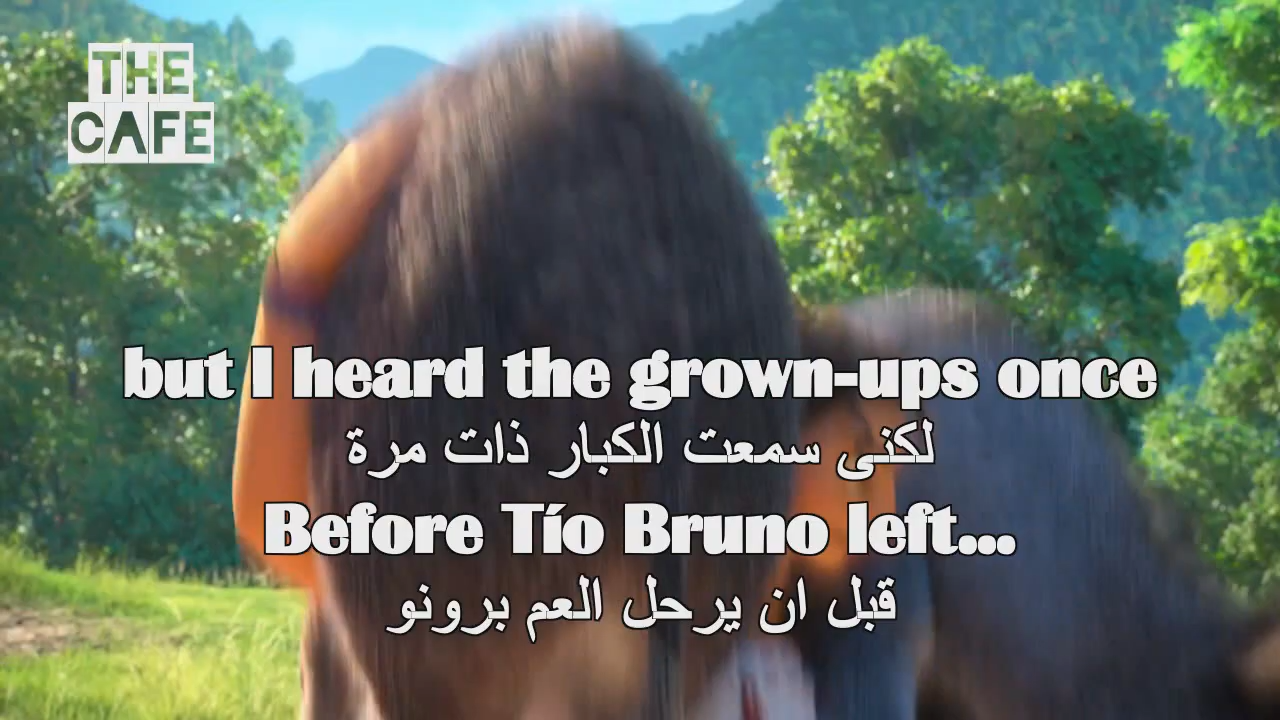 THE
CAFE
but I heard the grown-ups once
لكنى سمعت الكبار ذات مرة
Before Tío Bruno left...
قبل ان يرحل العم برونو